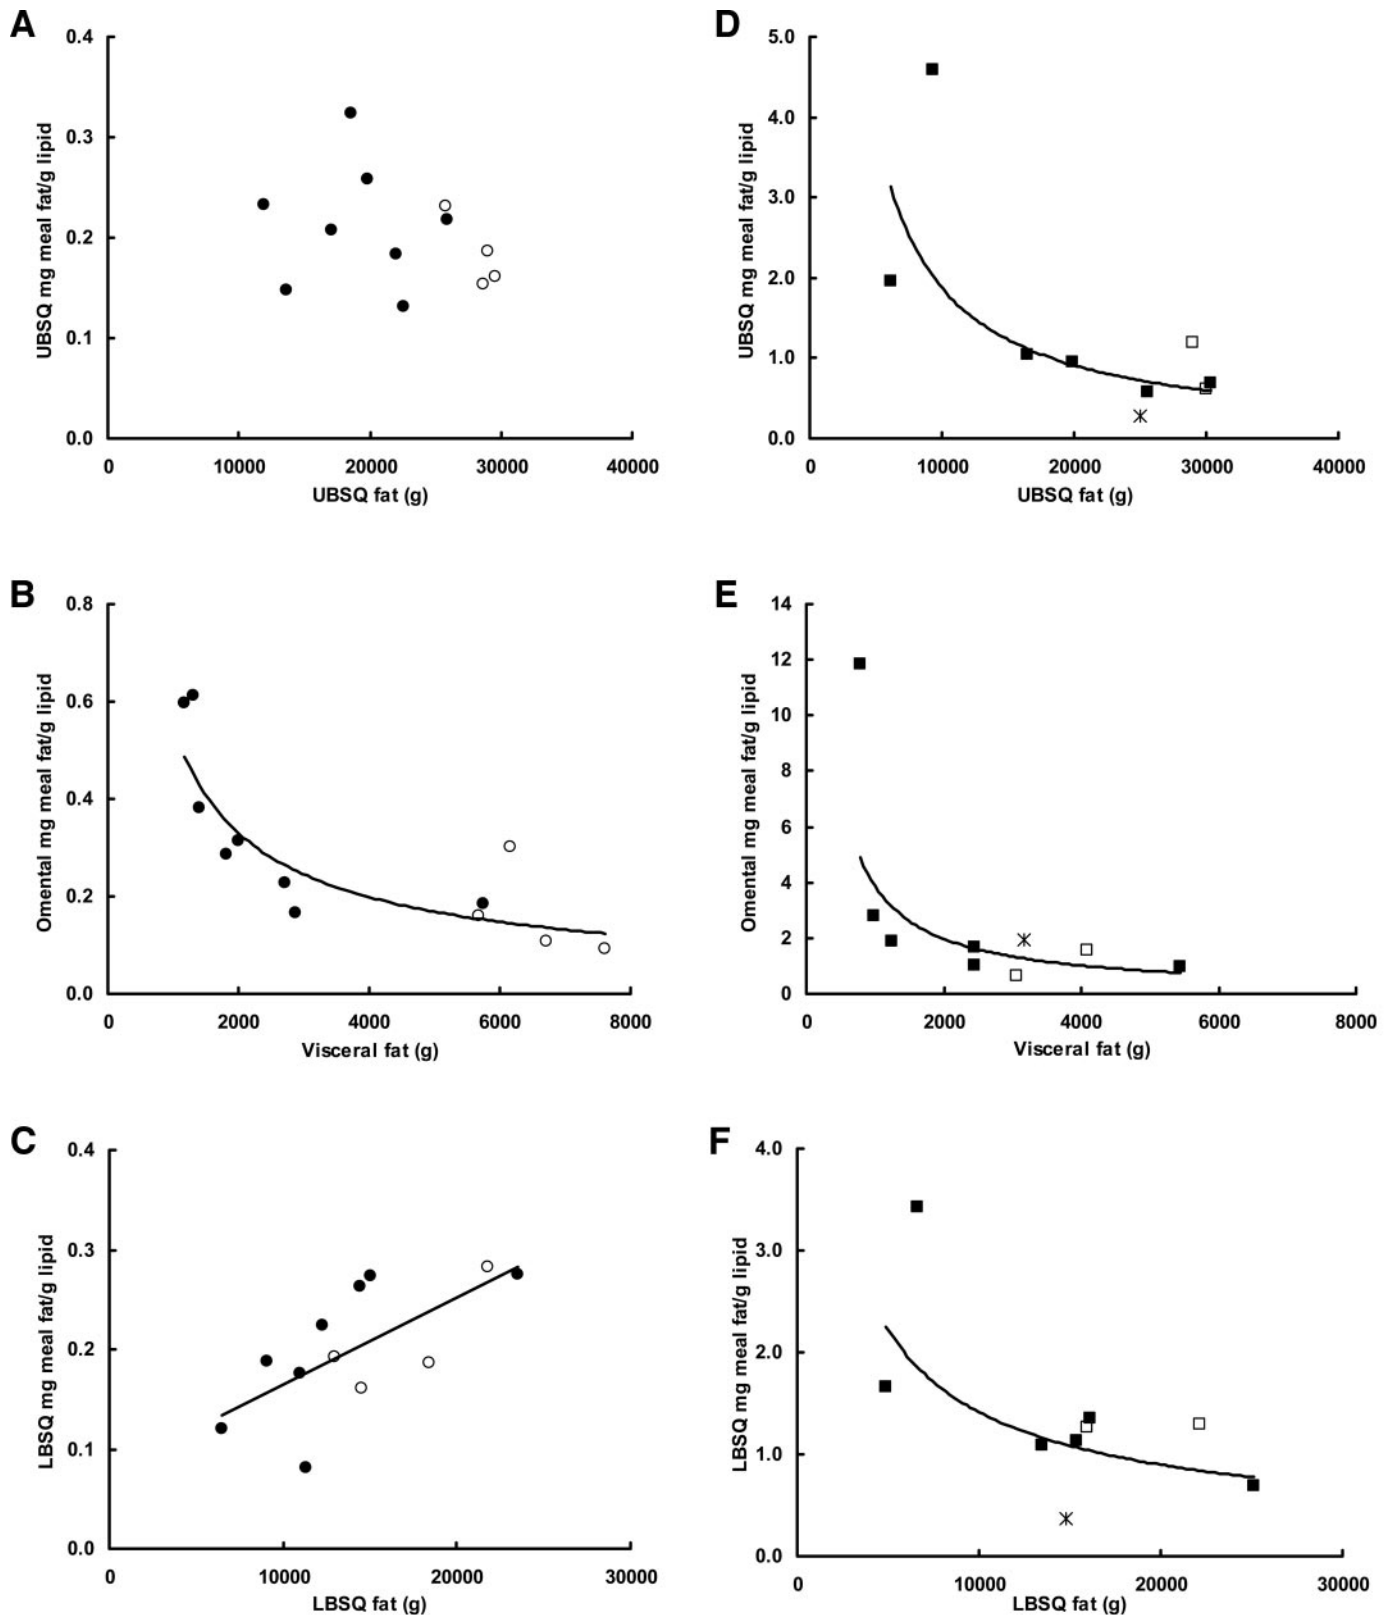 A
UBSQ mg meal fat/g lipid
0.4
0.3
0.2
0.1
0.0
0 10000 20000 30000 40000
UBSQ fat (g)
D
UBSQ mg meal fat/g lipid
5.0
4.0
3.0
2.0
1.0
0.0
0 10000 20000 30000 40000
UBSQ fat (g)
B
Omental mg meal fat/g lipid
0.8
0.6
0.4
0.2
0.0
0 2000 4000 6000 8000
Visceral fat (g)
E
Omental mg meal fat/g lipid
14
12
10
8
6
4
2
0
0 2000 4000 6000 8000
Visceral fat (g)
C
LBSQ mg meal fat/g lipid
0.4
0.3
0.2
0.1
0.0
0 10000 20000 30000
LBSQ fat (g)
F
LBSQ mg meal fat/g lipid
4.0
3.0
2.0
1.0
0.0
0 10000 20000 30000
LBSQ fat (g)